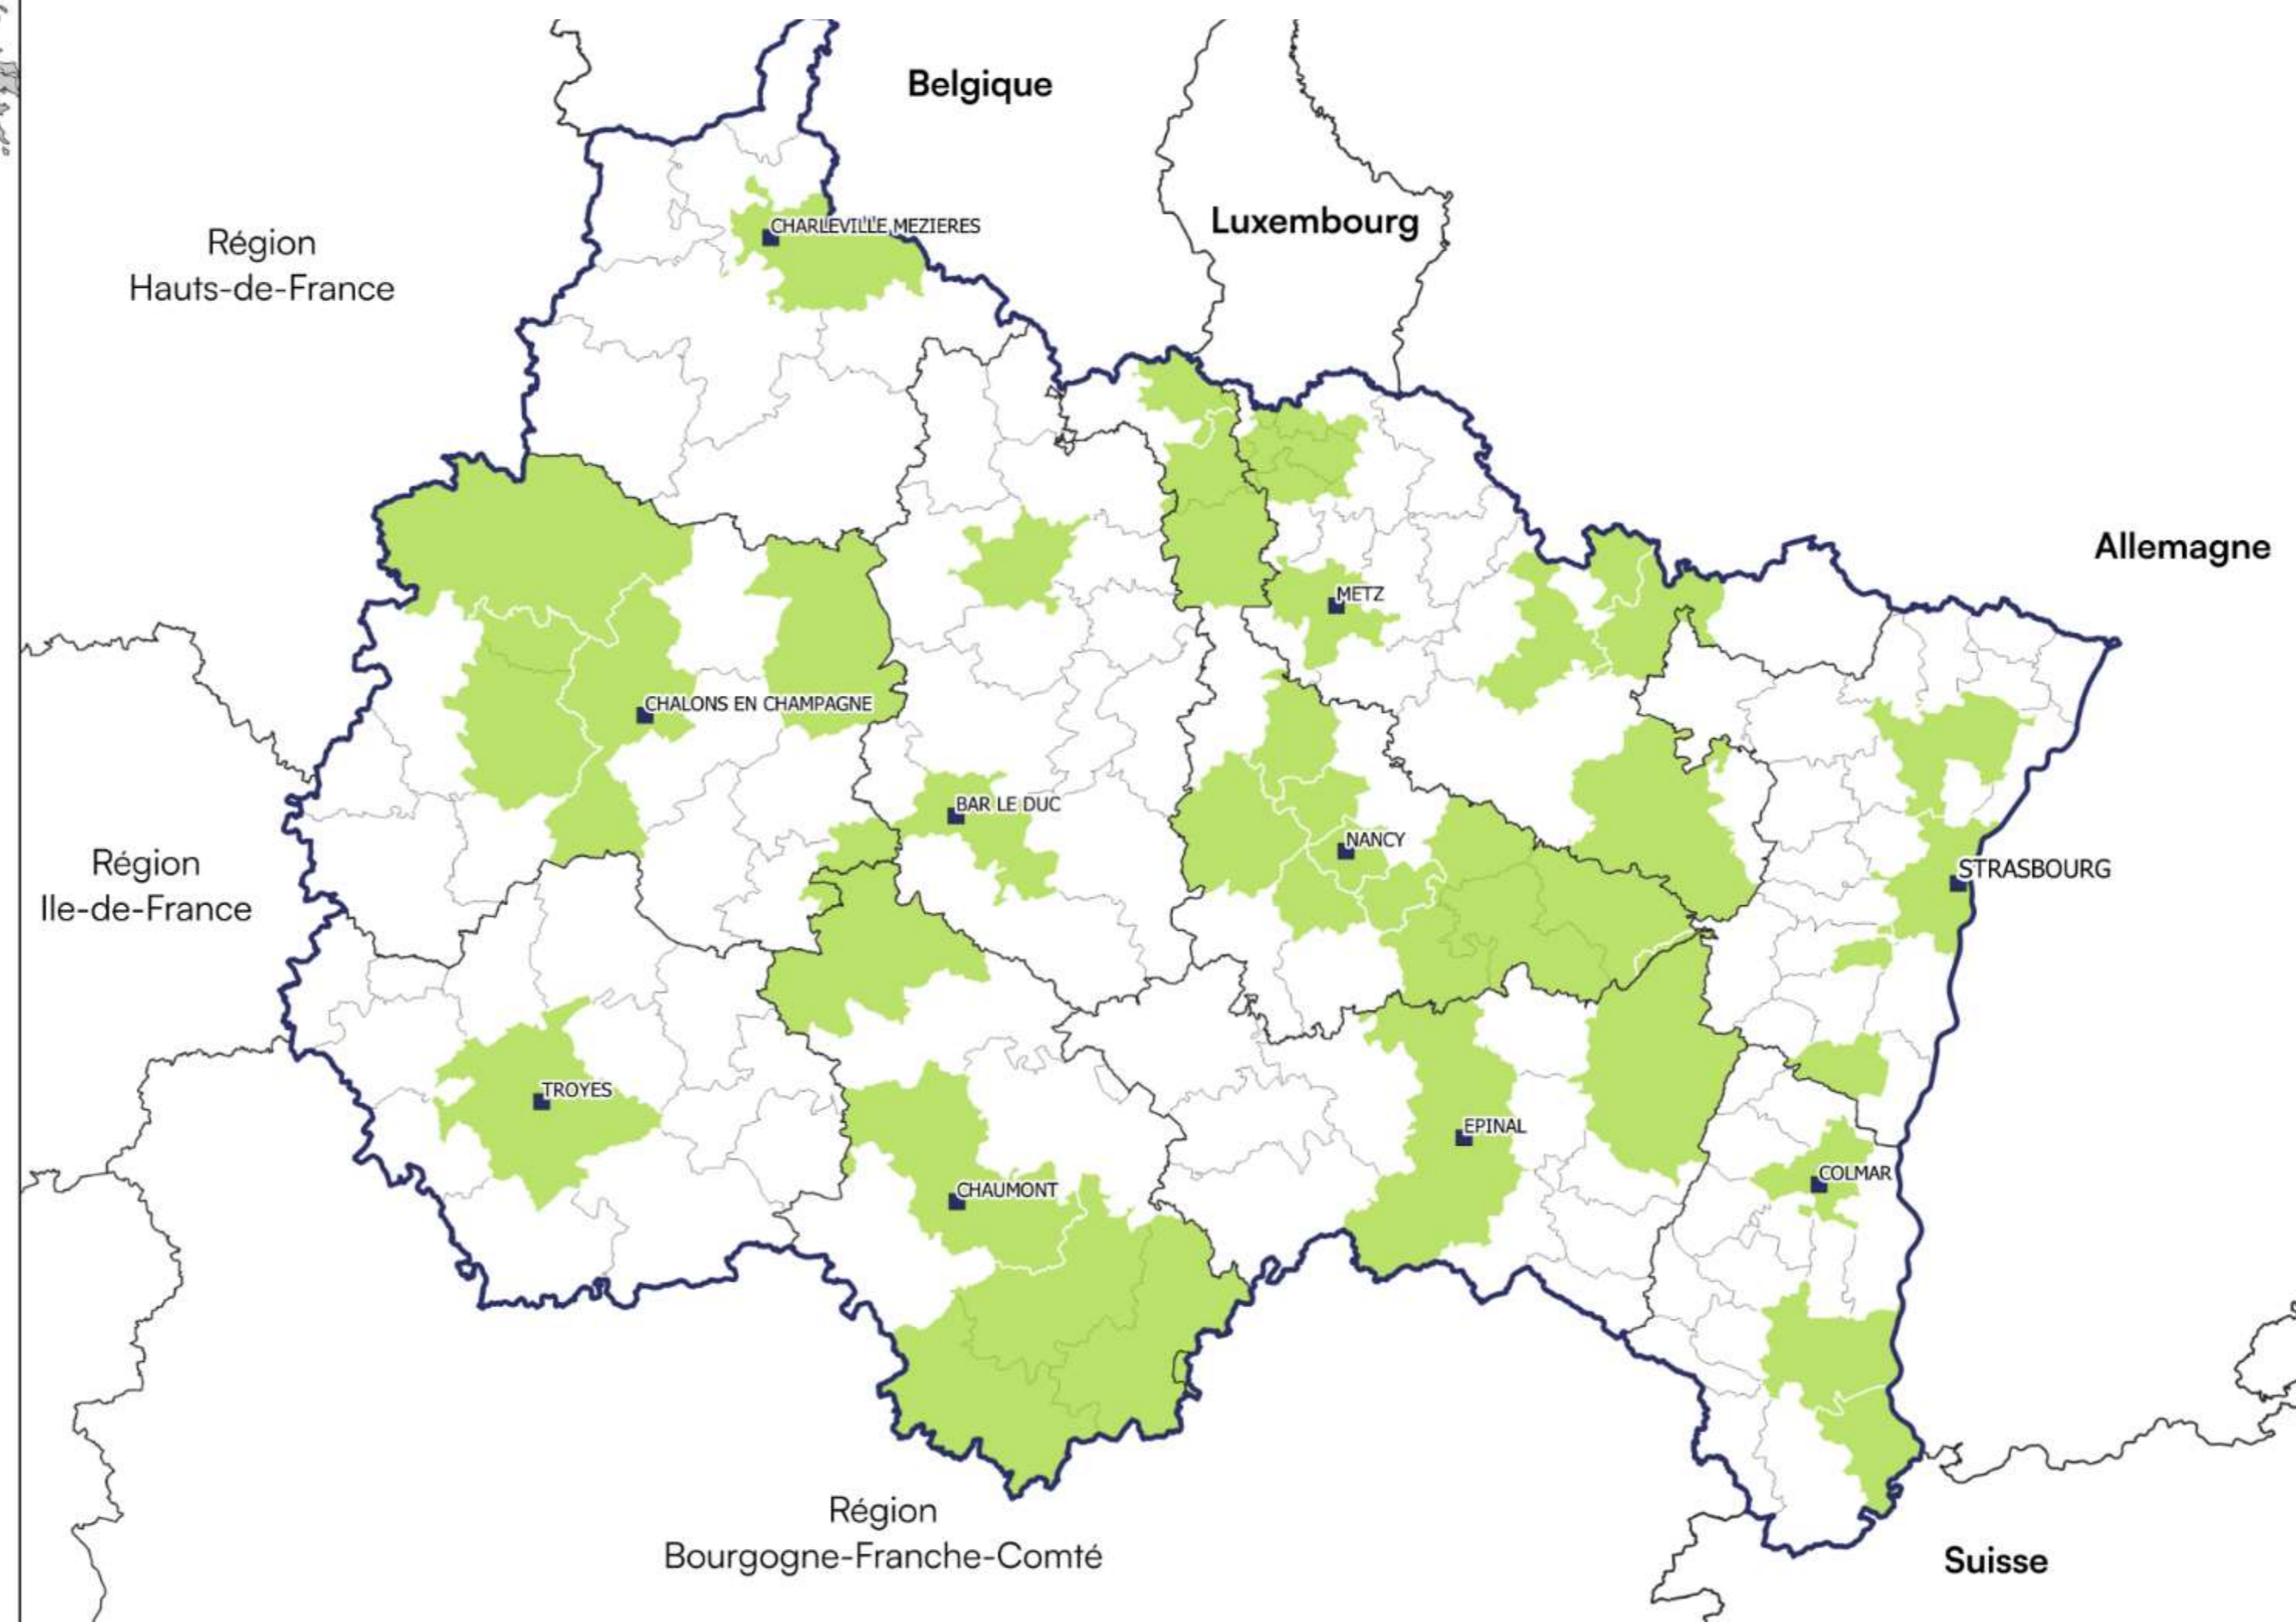 Belgique
Luxembourg
Région
Hauts-de-France
CHARLEVILLE MEZIERES
Allemagne
METZ
CHALONS EN CHAMPAGNE
BAR LE DUC
NANCY
STRASBOURG
Région
Ile-de-France
TROYES
EPINAL
COLMAR
CHAUMONT
Région
Bourgogne-Franche-Comté
Suisse